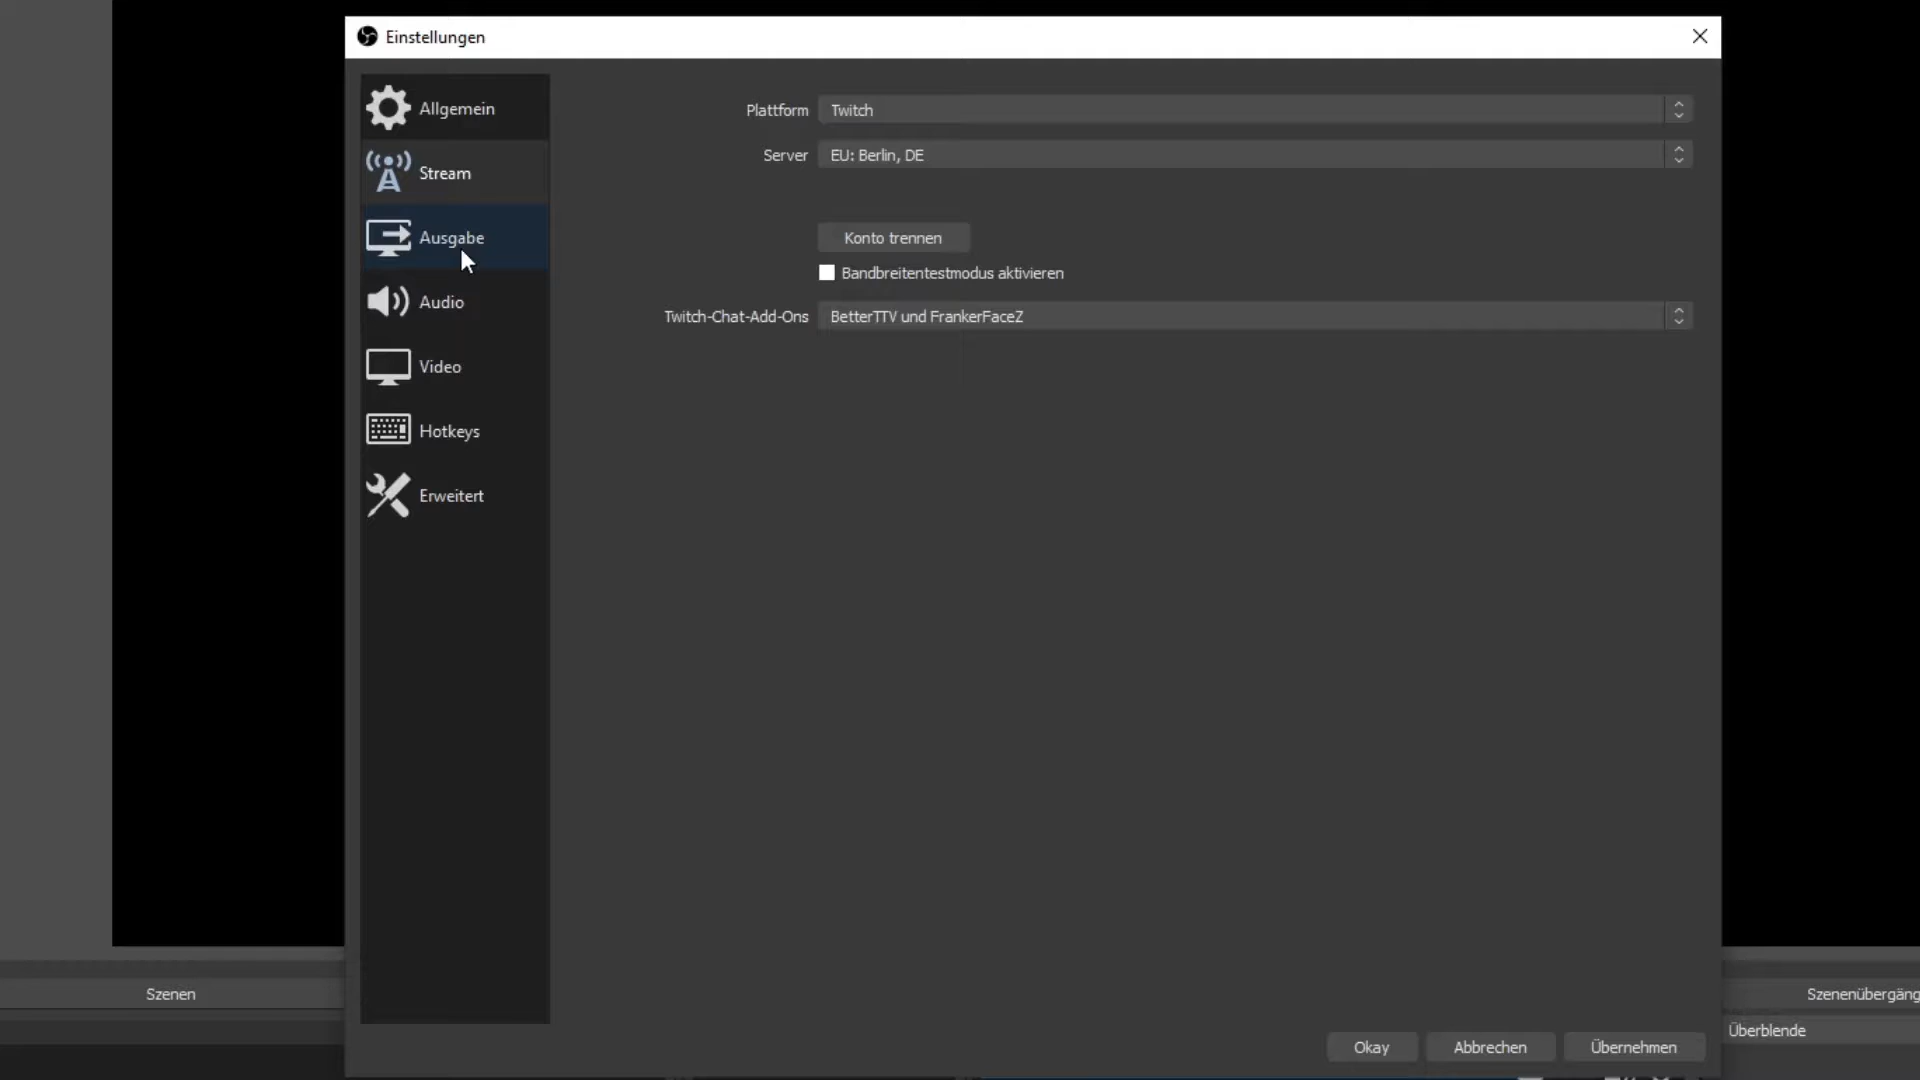 Einstellungen
Allgemein
Stream
Ausgabe
Audio
Video
Hotkeys
Erweitert
Plattform Twitch
Server EU: Berlin, DE
Konto trennen
Bandbreitentestmodus aktivieren
Twitch-Chat-Add-Ons BetterTTV und FrankerFaceZ
Szenen
Szenenübergäng
Überblende
Okay Abbrechen Übernehmen